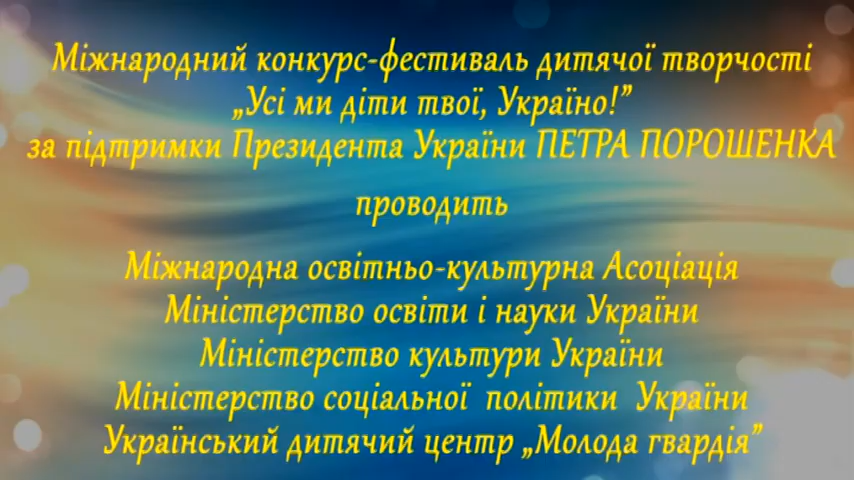 Міжнародний конкурс-фестиваль дитячої творчості
„Усі ми діти твої, Україно!”
за підтримки Президента України ПЕТРА ПОРОШЕНКА
проводить
Міжнародна освітньо-культурна Асоціація
Міністерство освіти і науки України
Міністерство культури України
Міністерство соціальної політики України
Український дитячий центр „Молода гвардія”